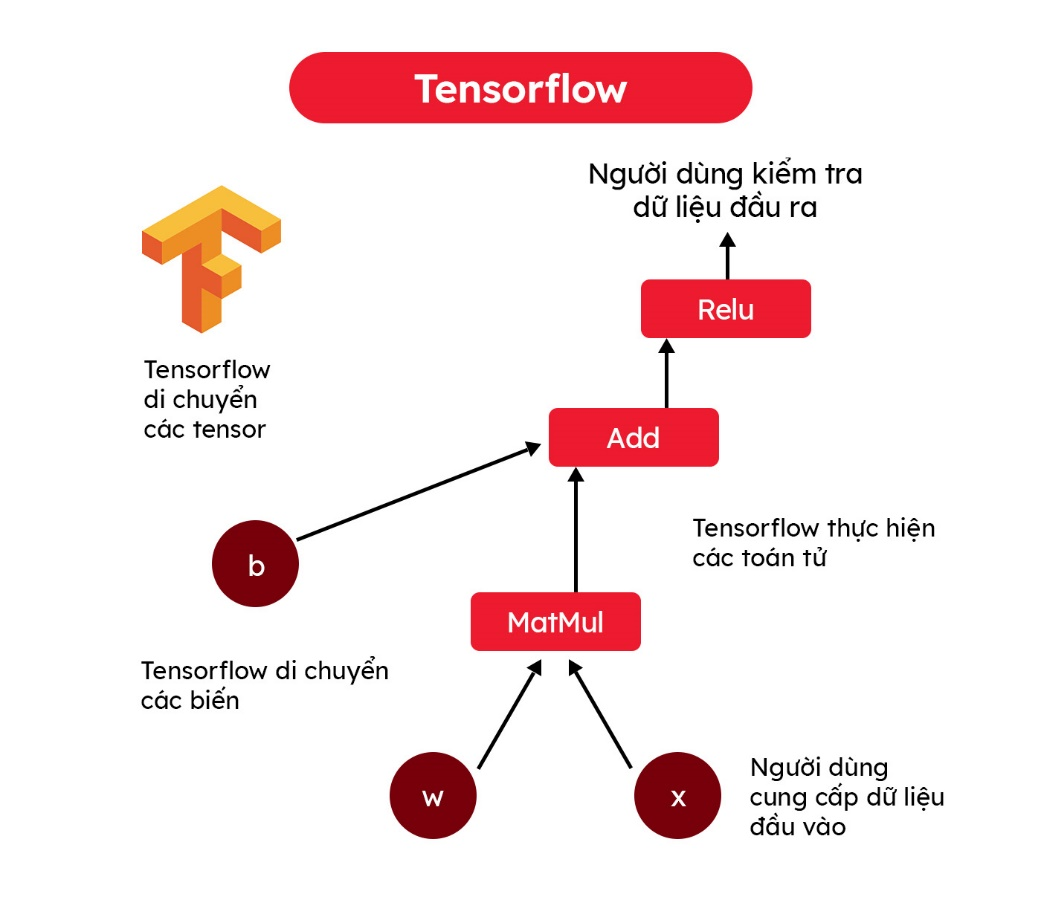 Tensorflow
Người dùng kiểm tra
dữ liệu đầu ra
Relu
Tensorflow
di chuyển
các tensor
Add
Tensorflow thực hiện
các toán tử
b
MatMul
Tensorflow di chuyển
các biến
w
x
Người dùng
cung cấp dữ liệu
đầu vào